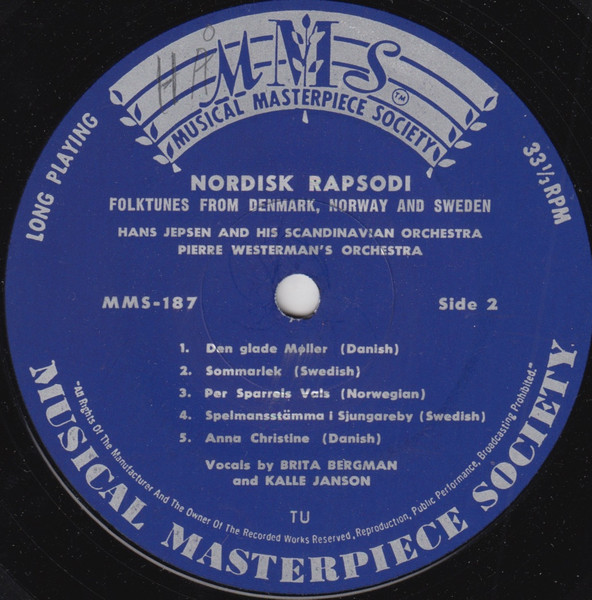 HÅ
MMS
TM
MUSICAL MASTERPIECE SOCIETY
LONG PLAYING
33 1/3 RPM
NORDISK RAPSODI
FOLKTUNES FROM DENMARK, NORWAY AND SWEDEN
HANS JEPSEN AND HIS SCANDINAVIAN ORCHESTRA
PIERRE WESTERMAN'S ORCHESTRA
MMS-187
Side 2
1. Den glade Møller (Danish)
2. Sommarlek (Swedish)
3. Per Sparreis Vals (Norwegian)
4. Spelmansstämma i Sjungareby (Swedish)
5. Anna Christine (Danish)
Vocals by BRITA BERGMAN
and KALLE JANSON
TU
"All Rights Of The Manufacturer And The Owner Of The Recorded Works Reserved, Reproduction, Public Performance, Broadcasting Prohibited."
MUSICAL MASTERPIECE SOCIETY